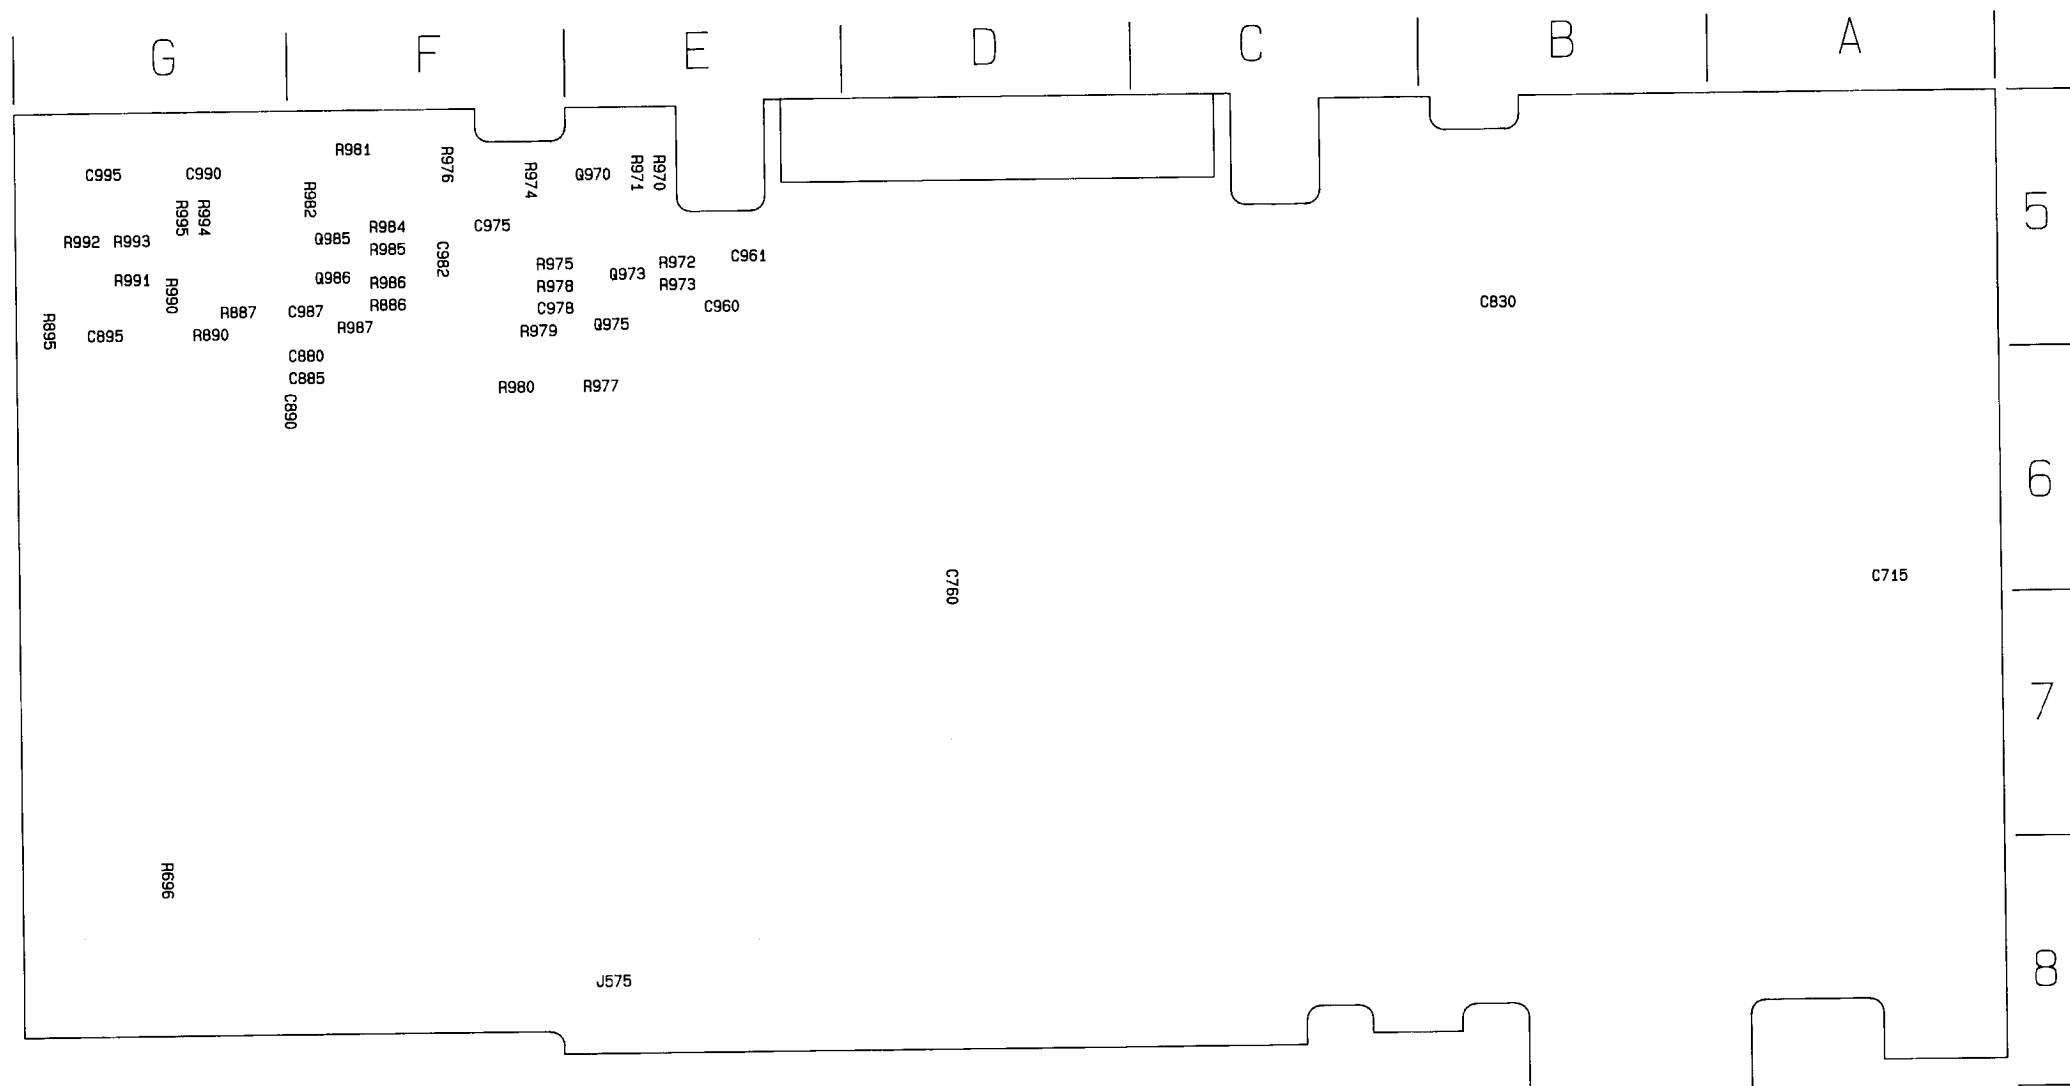 G F E D C B A
R981
C995 C990 R976 R974 Q970 R971 R970
R982
R995 R994
R984 C975
R992 R993 Q985 R985 C982
5
R975 Q973 R972 C961
R991 R990 Q986 R986 R978 R973
R887 C987 R886 C978 C960 C830
R895 C895 R890 R987 R979 Q975
C880
C885 R980 R977
C890
6
C760 C715
7
R696
J575
8